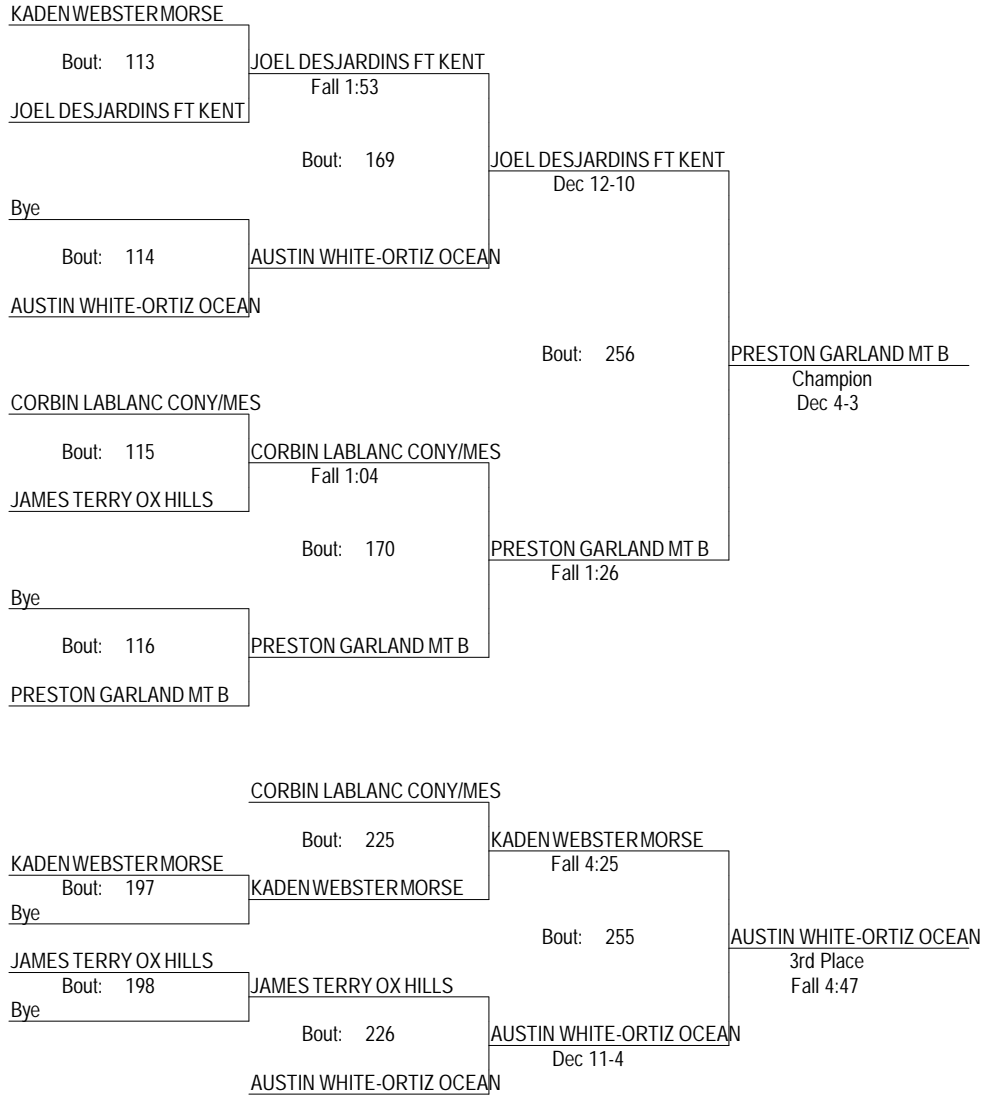 KADEN WEBSTER MORSE
Bout: 113
JOEL DESJARDINS FT KENT
Fall 1:53
JOEL DESJARDINS FT KENT
Bout: 169
JOEL DESJARDINS FT KENT
Dec 12-10
Bye
Bout: 114
AUSTIN WHITE-ORTIZ OCEAN
AUSTIN WHITE-ORTIZ OCEAN
Bout: 256
PRESTON GARLAND MT B
Champion
Dec 4-3
CORBIN LABLANC CONY/MES
Bout: 115
CORBIN LABLANC CONY/MES
Fall 1:04
JAMES TERRY OX HILLS
Bout: 170
PRESTON GARLAND MT B
Fall 1:26
Bye
Bout: 116
PRESTON GARLAND MT B
PRESTON GARLAND MT B
CORBIN LABLANC CONY/MES
Bout: 225
KADEN WEBSTER MORSE
Fall 4:25
KADEN WEBSTER MORSE
Bout: 197
KADEN WEBSTER MORSE
Bye
Bout: 255
AUSTIN WHITE-ORTIZ OCEAN
3rd Place
Fall 4:47
JAMES TERRY OX HILLS
Bout: 198
JAMES TERRY OX HILLS
Bye
Bout: 226
AUSTIN WHITE-ORTIZ OCEAN
Dec 11-4
AUSTIN WHITE-ORTIZ OCEAN